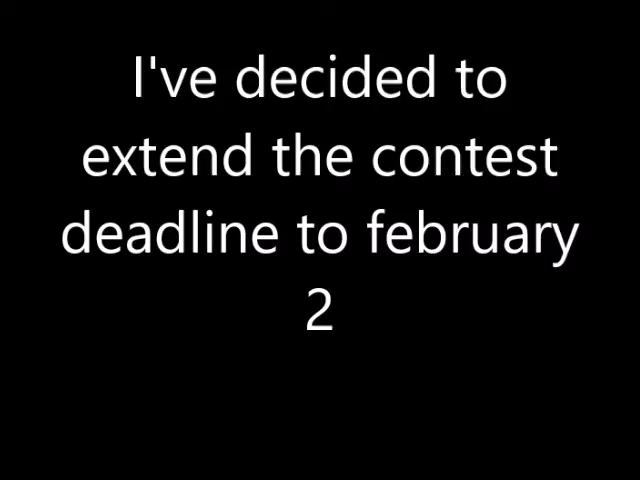 I've decided to
extend the contest
deadline to february
2